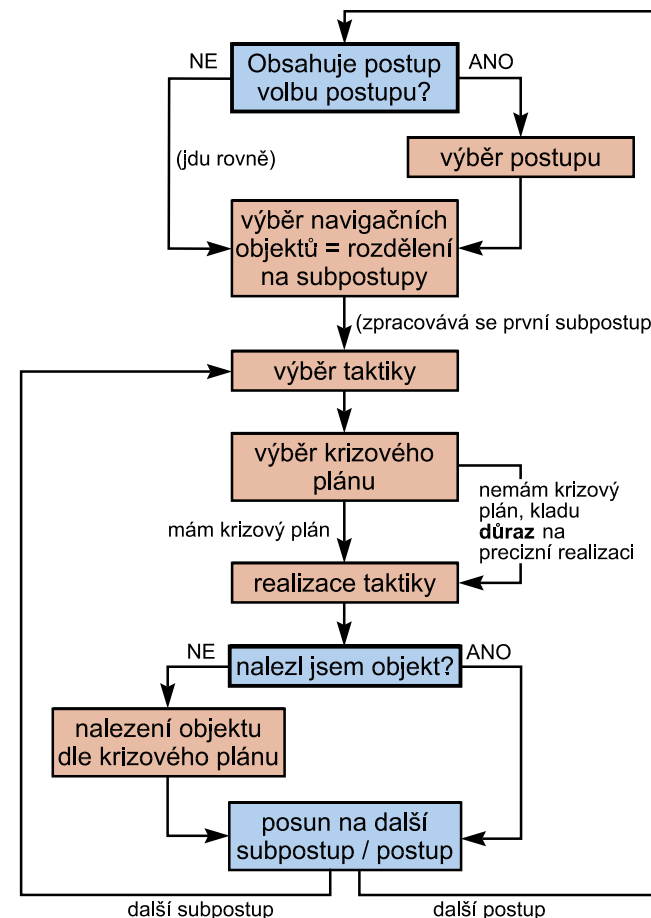 NE
ANO
Obsahuje postup
volbu postupu?
(jdu rovně)
výběr postupu
výběr navigačních
objektů = rozdělení
na subpostupy
(zpracovává se první subpostup
výběr taktiky
výběr krizového
plánu
nemám krizový
plán, kladu
důraz na
precizní realizaci
mám krizový plán
realizace taktiky
NE
ANO
nalezl jsem objekt?
nalezení objektu
dle krizového plánu
posun na další
subpostup / postup
další subpostup
další postup